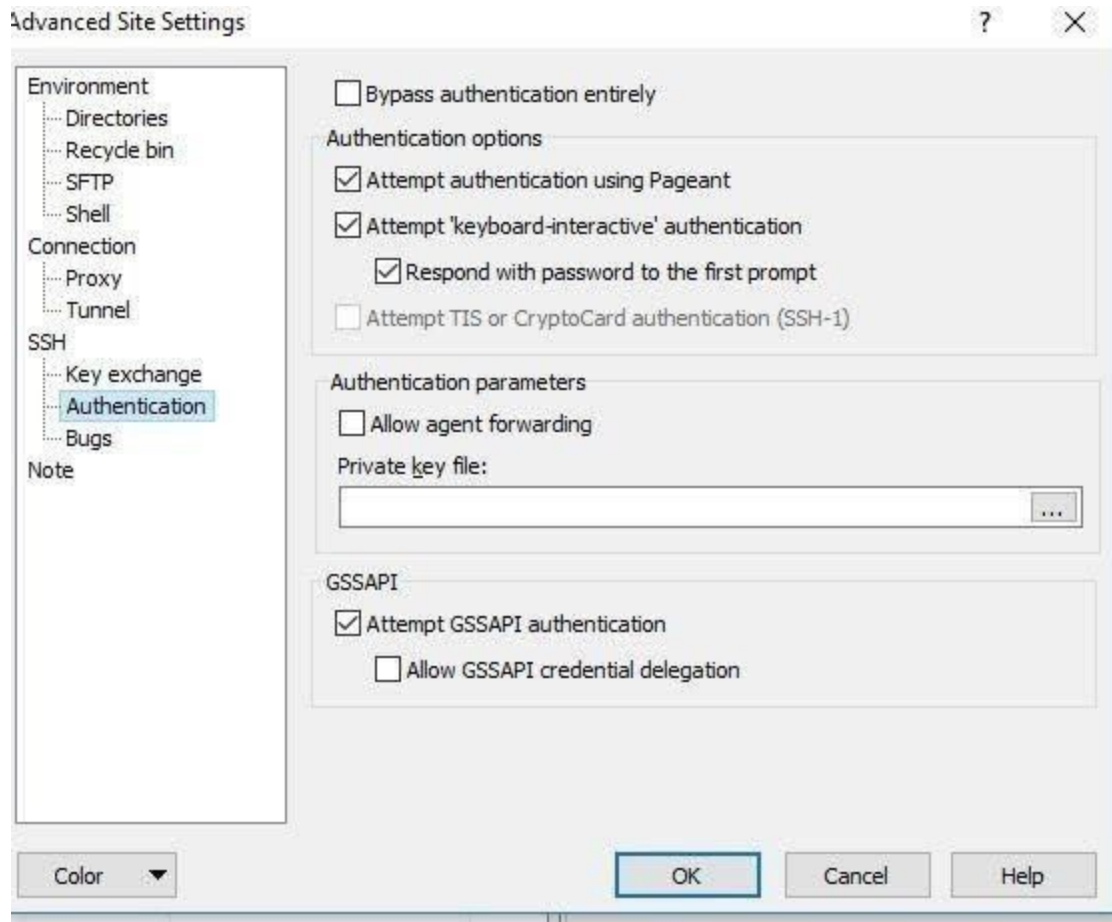 Advanced Site Settings
?
Environment
Directories
Recycle bin
SFTP
Shell
Connection
Proxy
Tunnel
SSH
Key exchange
Authentication
Bugs
Note
Bypass authentication entirely
Authentication options
Attempt authentication using Pageant
Attempt 'keyboard-interactive' authentication
Respond with password to the first prompt
Attempt TIS or CryptoCard authentication (SSH-1)
Authentication parameters
Allow agent forwarding
Private key file:
...
GSSAPI
Attempt GSSAPI authentication
Allow GSSAPI credential delegation
Color
OK
Cancel
Help